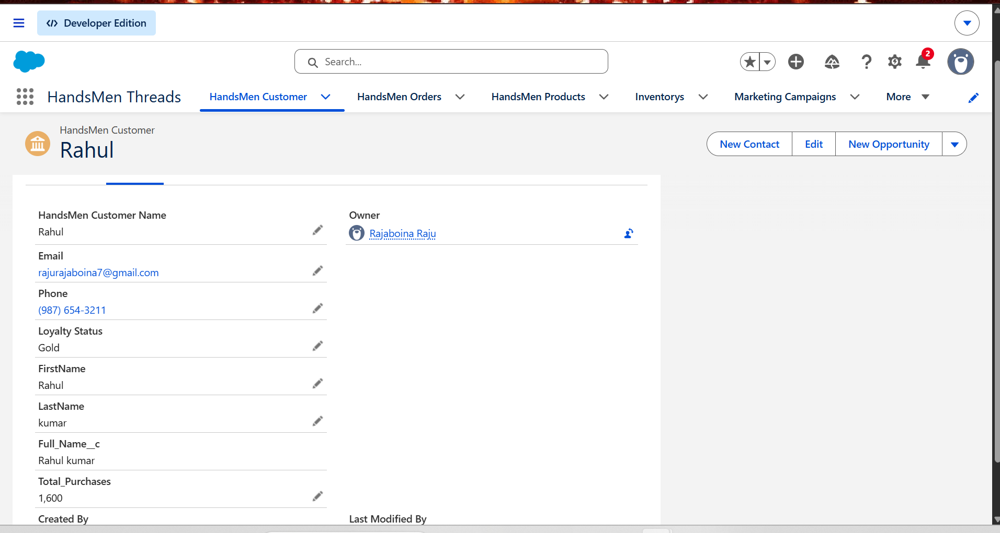 Developer Edition
Search...
2
HandsMen Threads
HandsMen Customer
HandsMen Orders
HandsMen Products
Inventorys
Marketing Campaigns
More
HandsMen Customer
Rahul
New Contact
Edit
New Opportunity
HandsMen Customer Name
Rahul
Owner
Rajaboina Raju
Email
rajurajaboina7@gmail.com
Phone
(987) 654-3211
Loyalty Status
Gold
FirstName
Rahul
LastName
kumar
Full_Name__c
Rahul kumar
Total_Purchases
1,600
Created By
Last Modified By